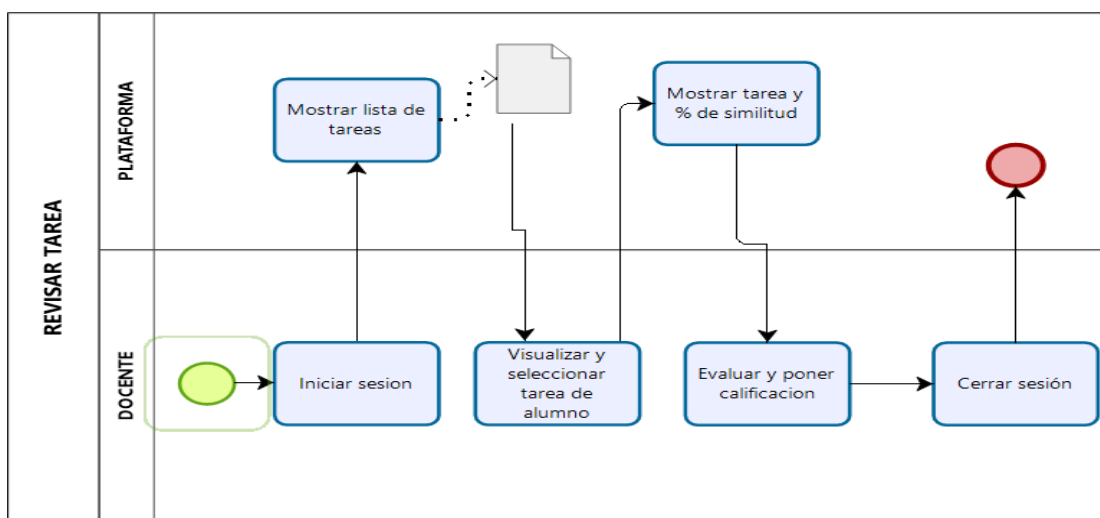 REVISAR TAREA
PLATAFORMA
Mostrar lista de
tareas
Mostrar tarea y
% de similitud
DOCENTE
Iniciar sesion
Visualizar y
seleccionar
tarea de
alumno
Evaluar y poner
calificacion
Cerrar sesión